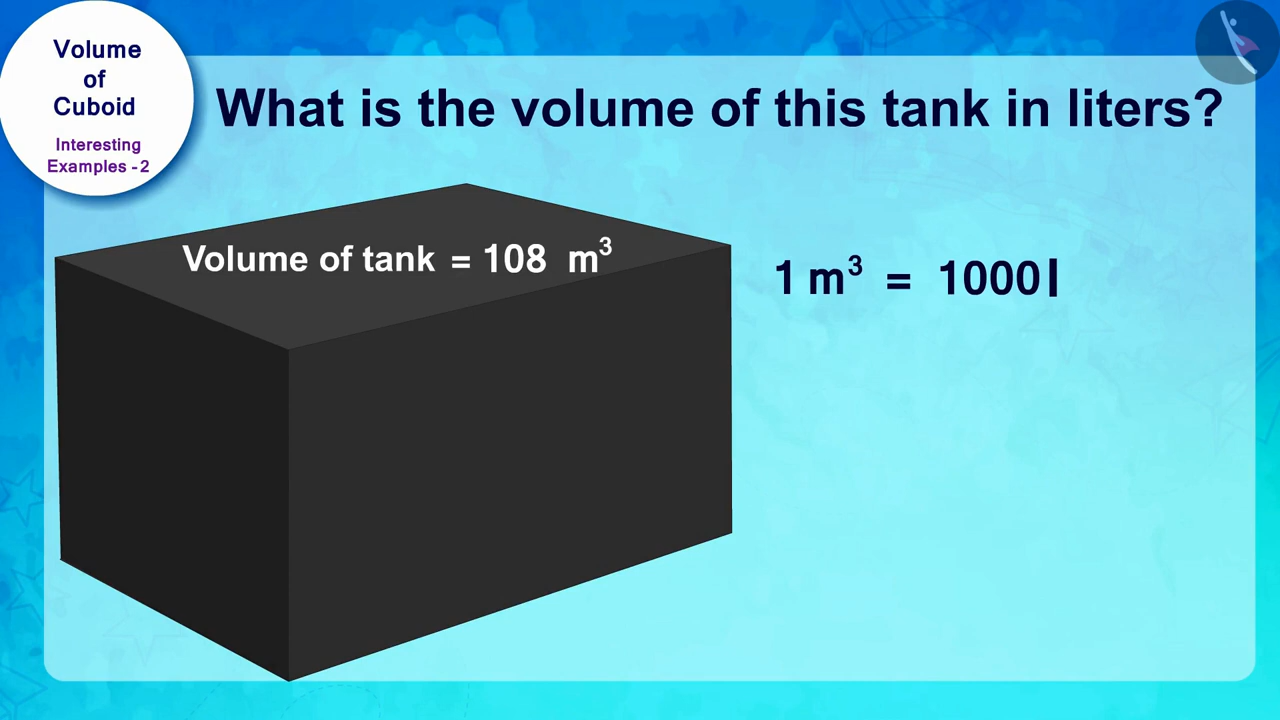 Volume
of
Cuboid
Interesting
Examples - 2
What is the volume of this tank in liters?
Volume of tank = 108 m³
1 m³ = 1000 l